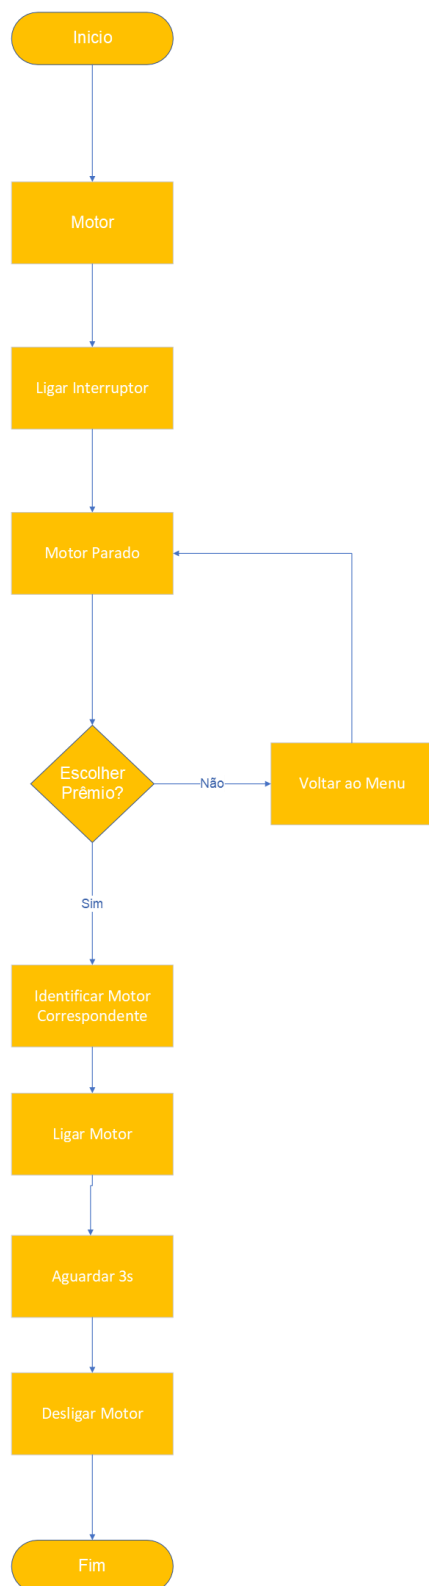 Inicio
Motor
Ligar Interruptor
Motor Parado
Escolher
Prêmio?
Não
Voltar ao Menu
Sim
Identificar Motor
Correspondente
Ligar Motor
Aguardar 3s
Desligar Motor
Fim